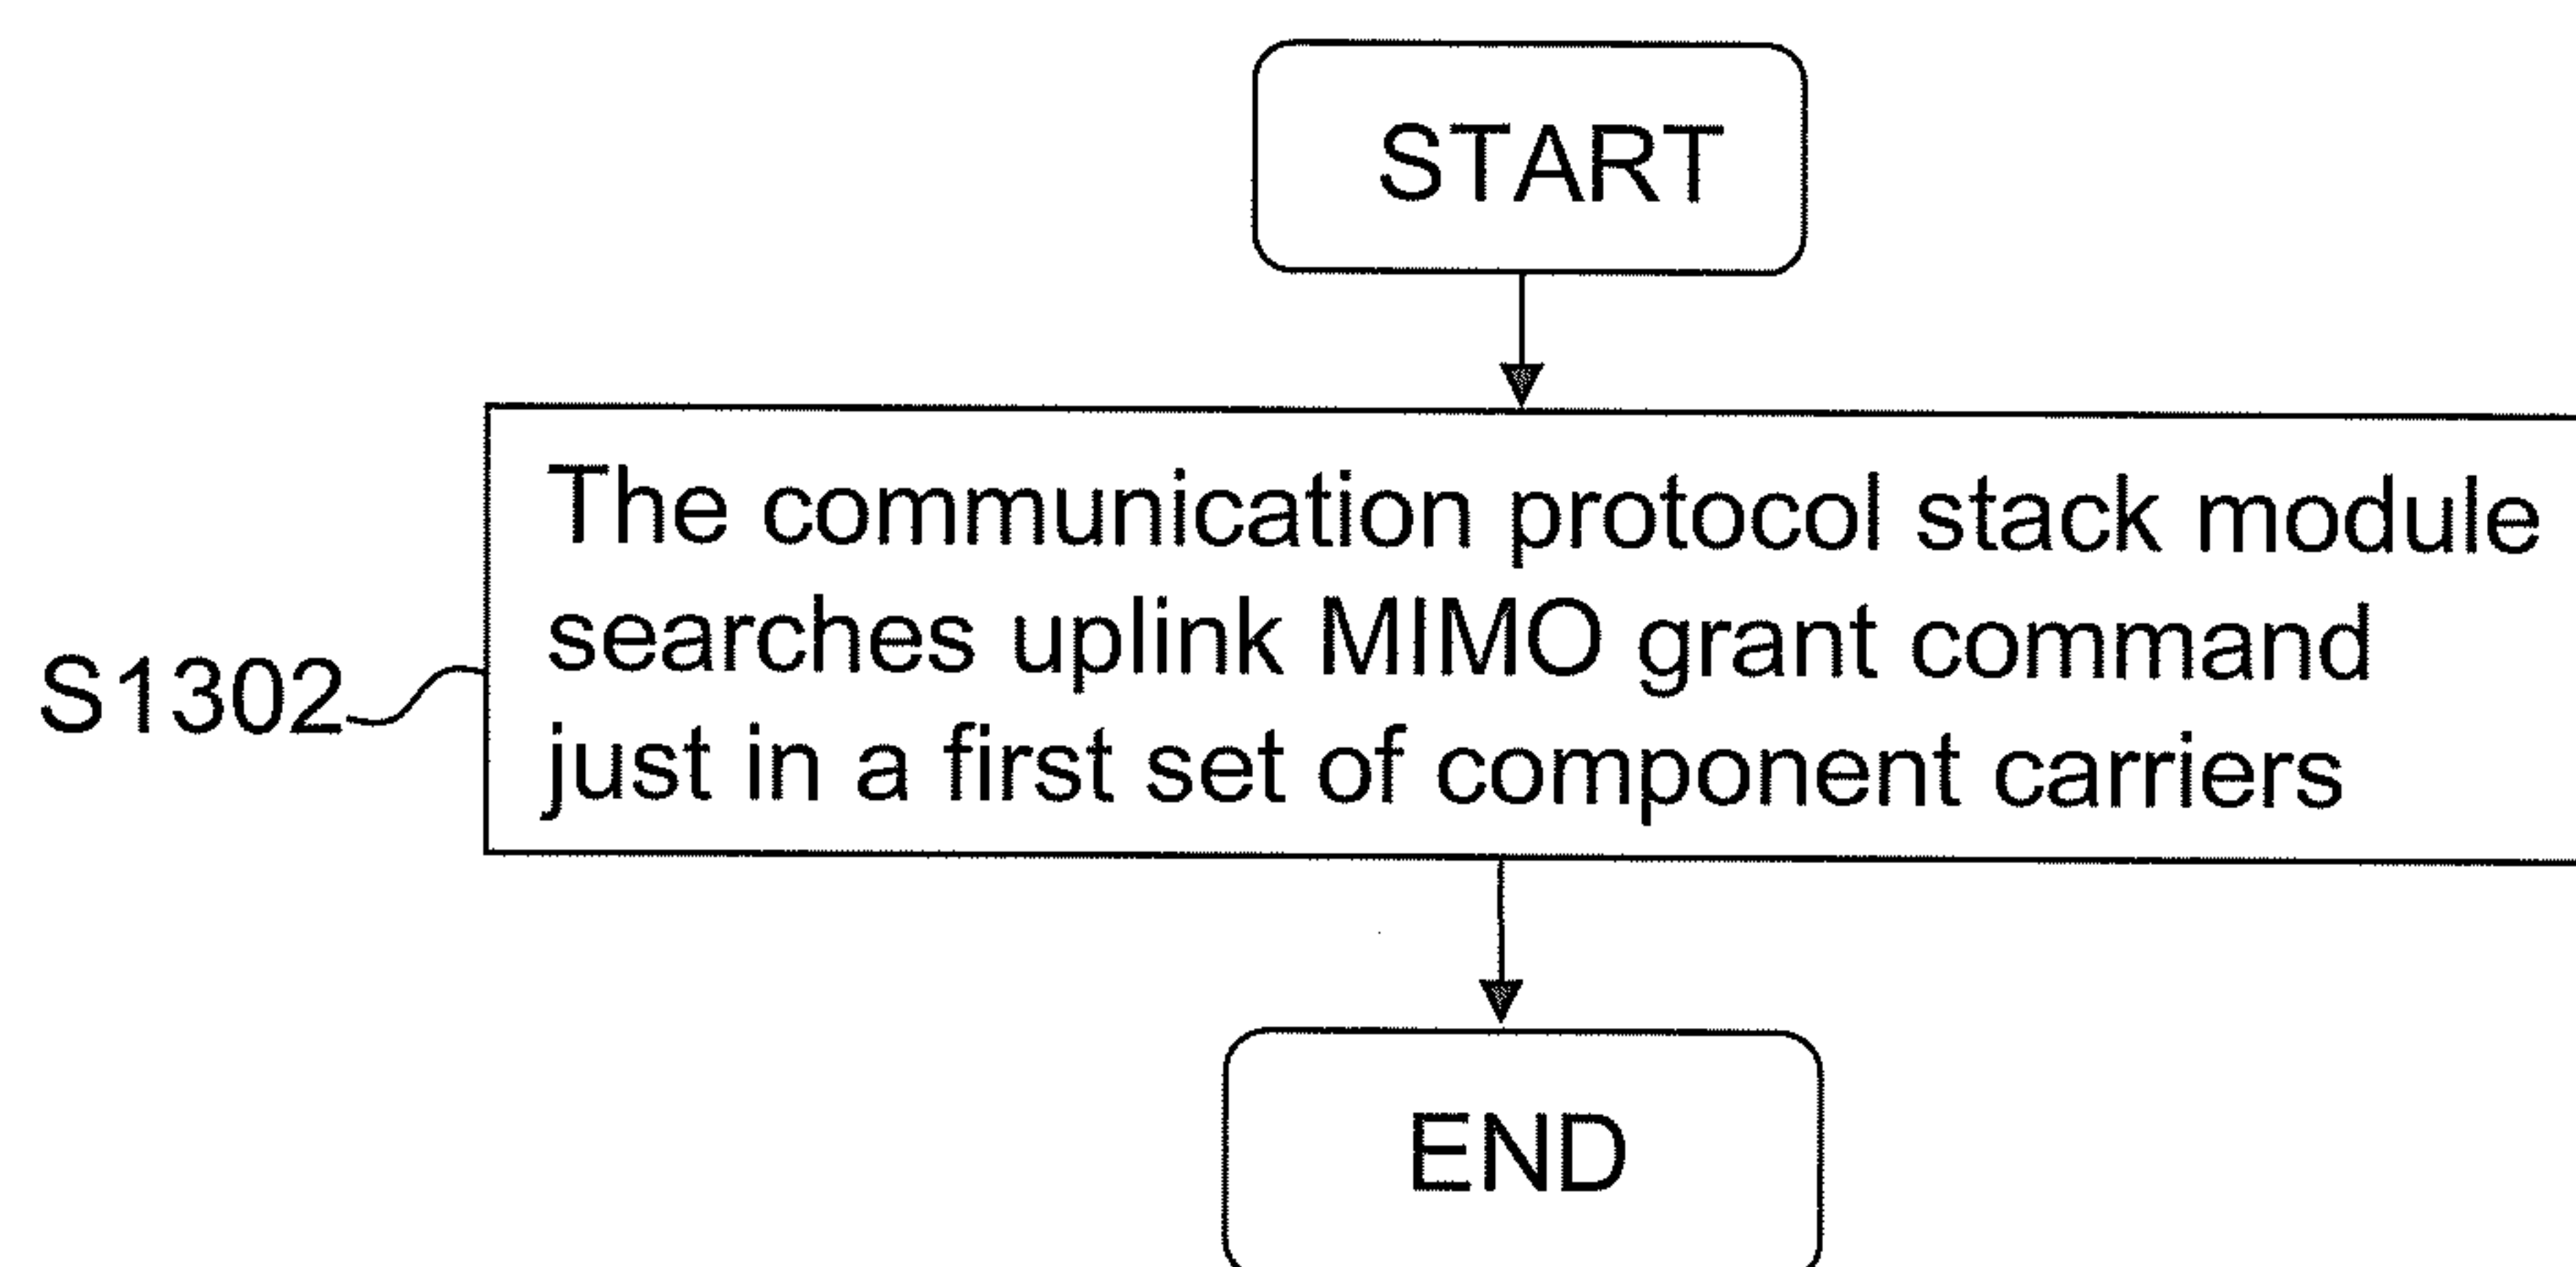 START
The communication protocol stack module
searches uplink MIMO grant command
just in a first set of component carriers
S1302
END